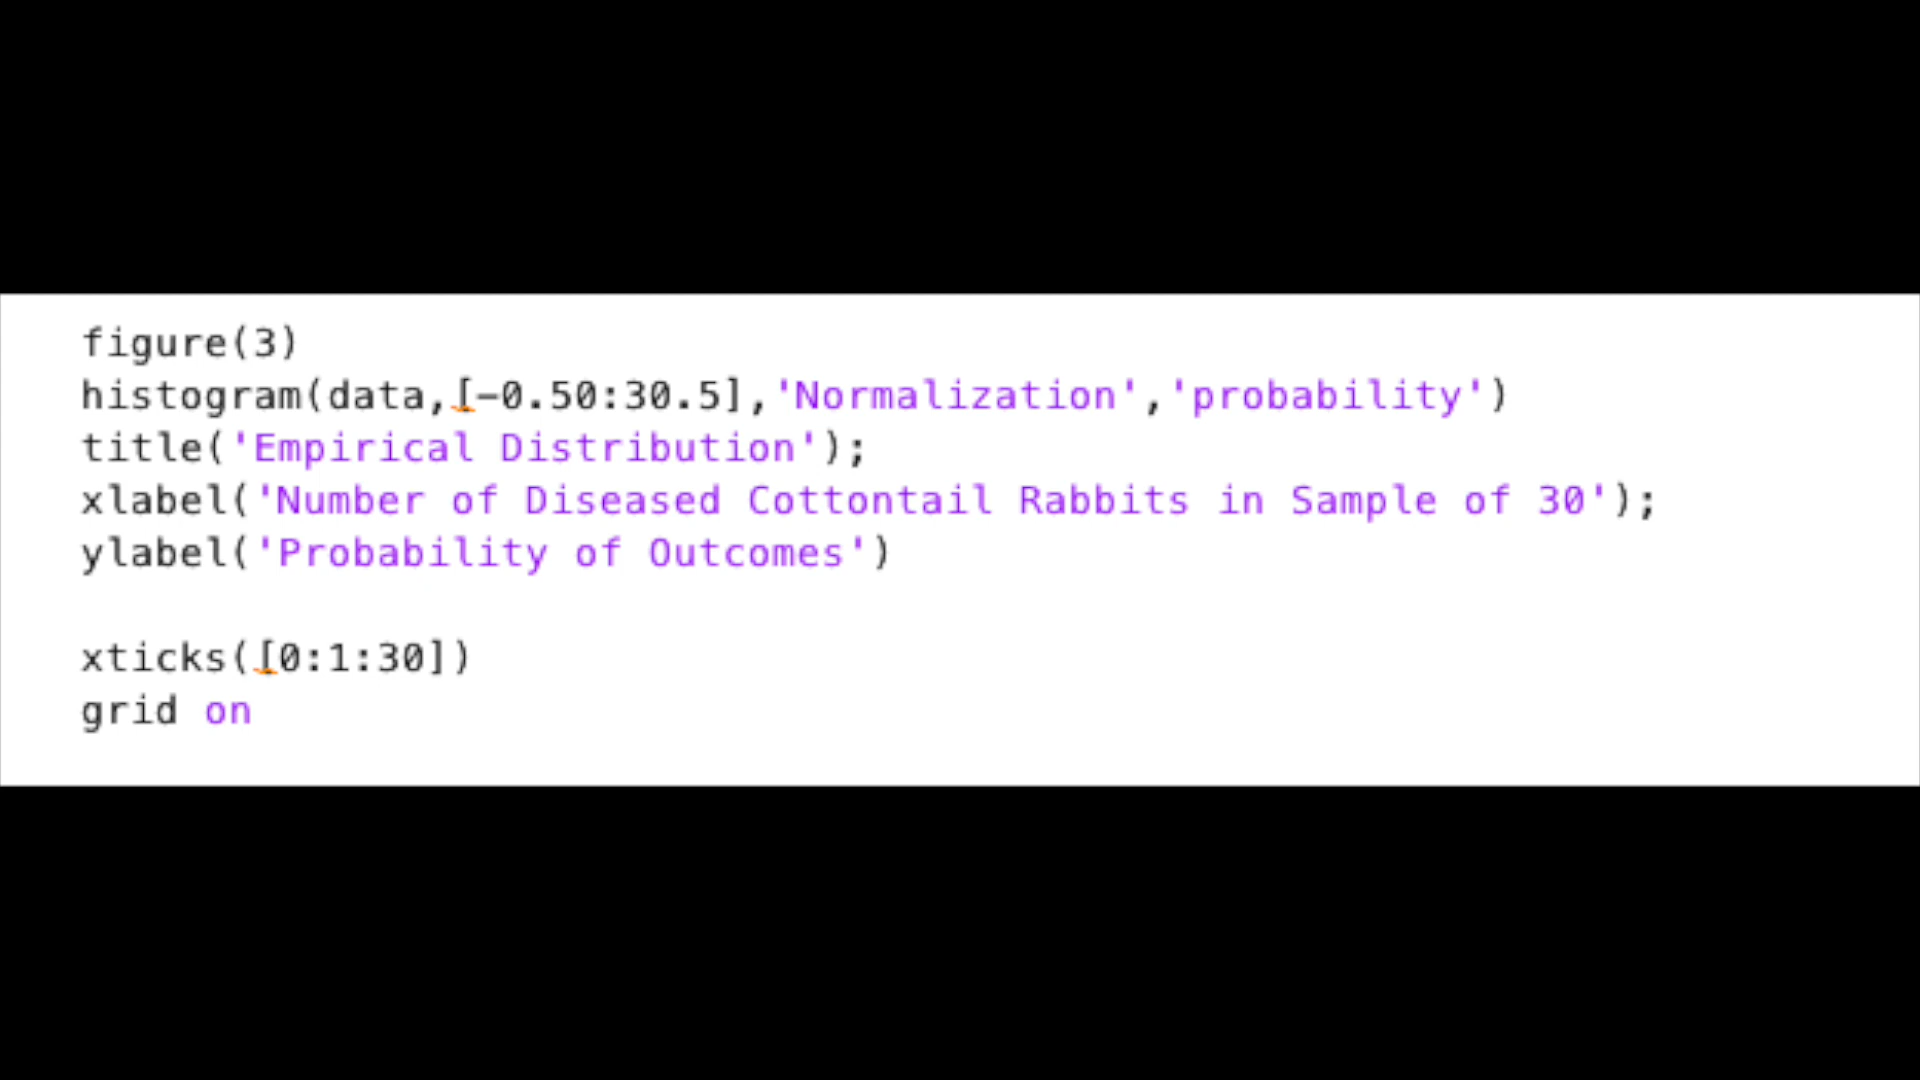 figure(3)
histogram(data,[-0.50:30.5],'Normalization','probability')
title('Empirical Distribution');
xlabel('Number of Diseased Cottontail Rabbits in Sample of 30');
ylabel('Probability of Outcomes')
xticks([0:1:30])
grid on